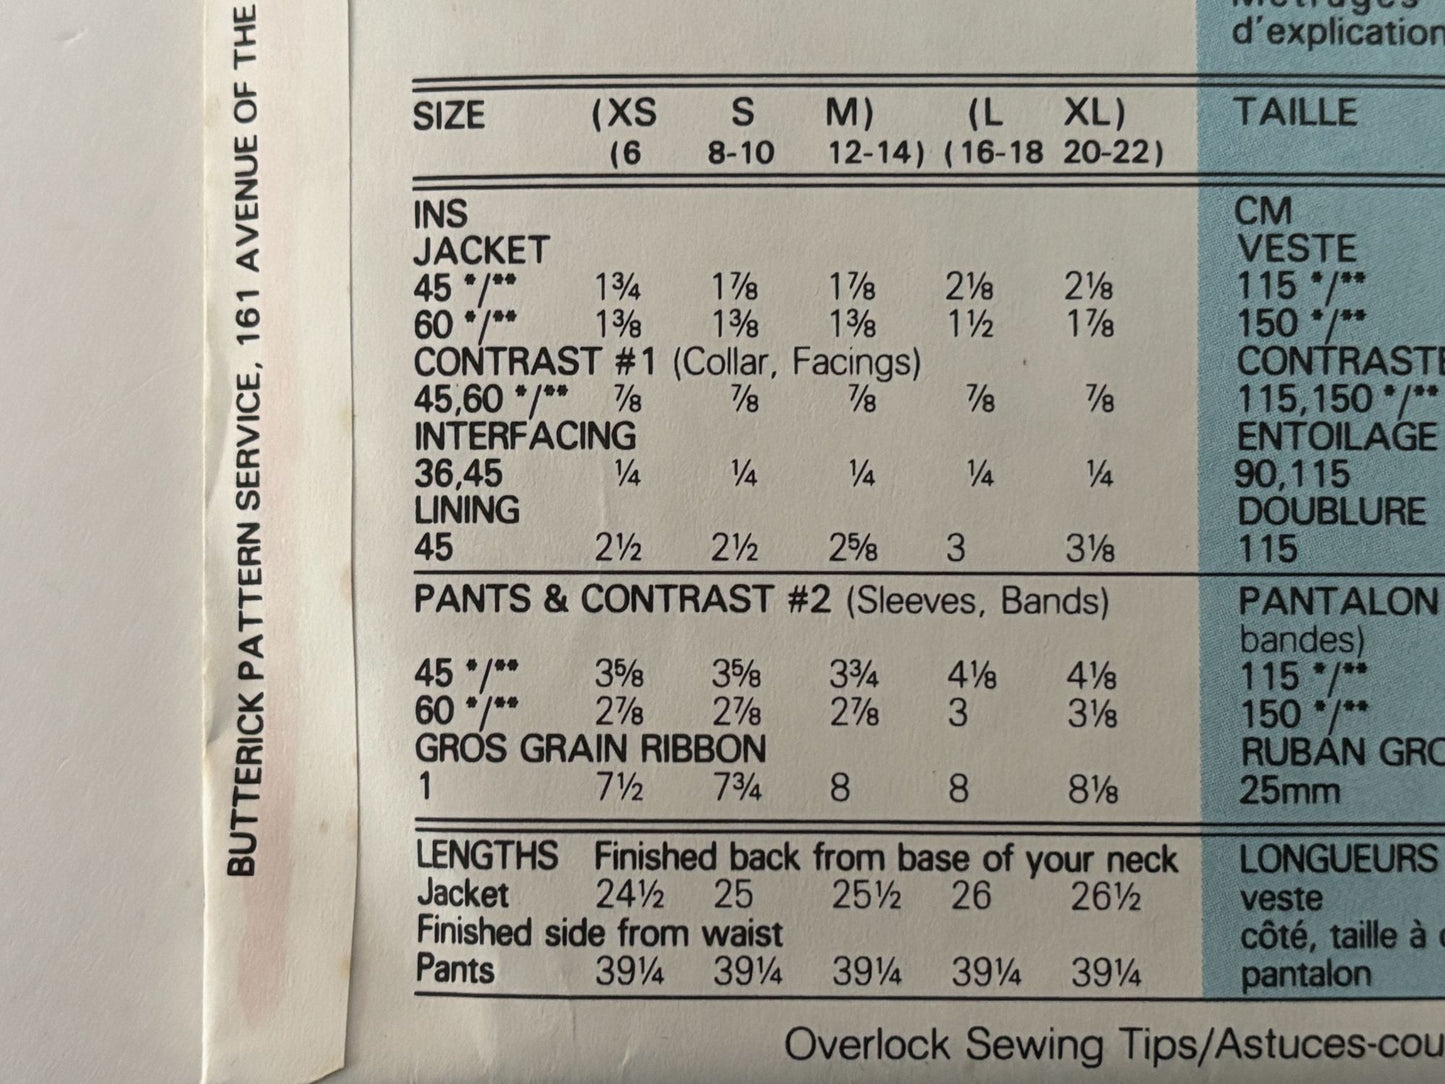 BUTTERICK PATTERN SERVICE, 161 AVENUE OF THE
d'explication
SIZE (XS S M) (L XL) TAILLE
(6 8-10 12-14) (16-18 20-22)
INS CM
JACKET VESTE
45 */** 1¾ 1⅞ 1⅞ 2⅛ 2⅛ 115 */**
60 */** 1⅜ 1⅜ 1⅜ 1½ 1⅞ 150 */**
CONTRAST #1 (Collar, Facings) CONTRASTE
45,60 */** ⅞ ⅞ ⅞ ⅞ ⅞ 115,150 */**
INTERFACING ENTOILAGE
36,45 ¼ ¼ ¼ ¼ ¼ 90,115
LINING DOUBLURE
45 2½ 2½ 2⅝ 3 3⅛ 115
PANTS & CONTRAST #2 (Sleeves, Bands) PANTALON
bandes)
45 */** 3⅝ 3⅝ 3¾ 4⅛ 4⅛ 115 */**
60 */** 2⅞ 2⅞ 2⅞ 3 3⅛ 150 */**
GROS GRAIN RIBBON RUBAN GRO
1 7½ 7¾ 8 8 8⅛ 25mm
LENGTHS Finished back from base of your neck LONGUEURS
Jacket 24½ 25 25½ 26 26½ veste
Finished side from waist côté, taille à
Pants 39¼ 39¼ 39¼ 39¼ 39¼ pantalon
Overlock Sewing Tips/Astuces-cou